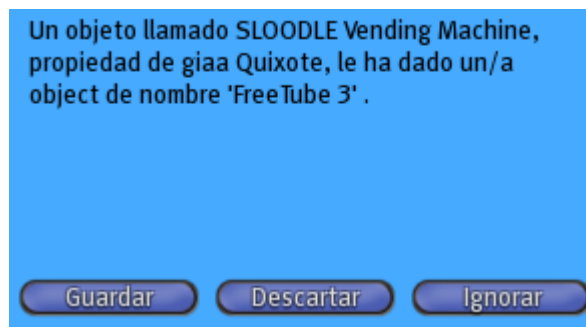 Un objeto llamado SLOODLE Vending Machine,
propiedad de giaa Quixote, le ha dado un/a
object de nombre 'FreeTube 3' .
Guardar Descartar Ignorar